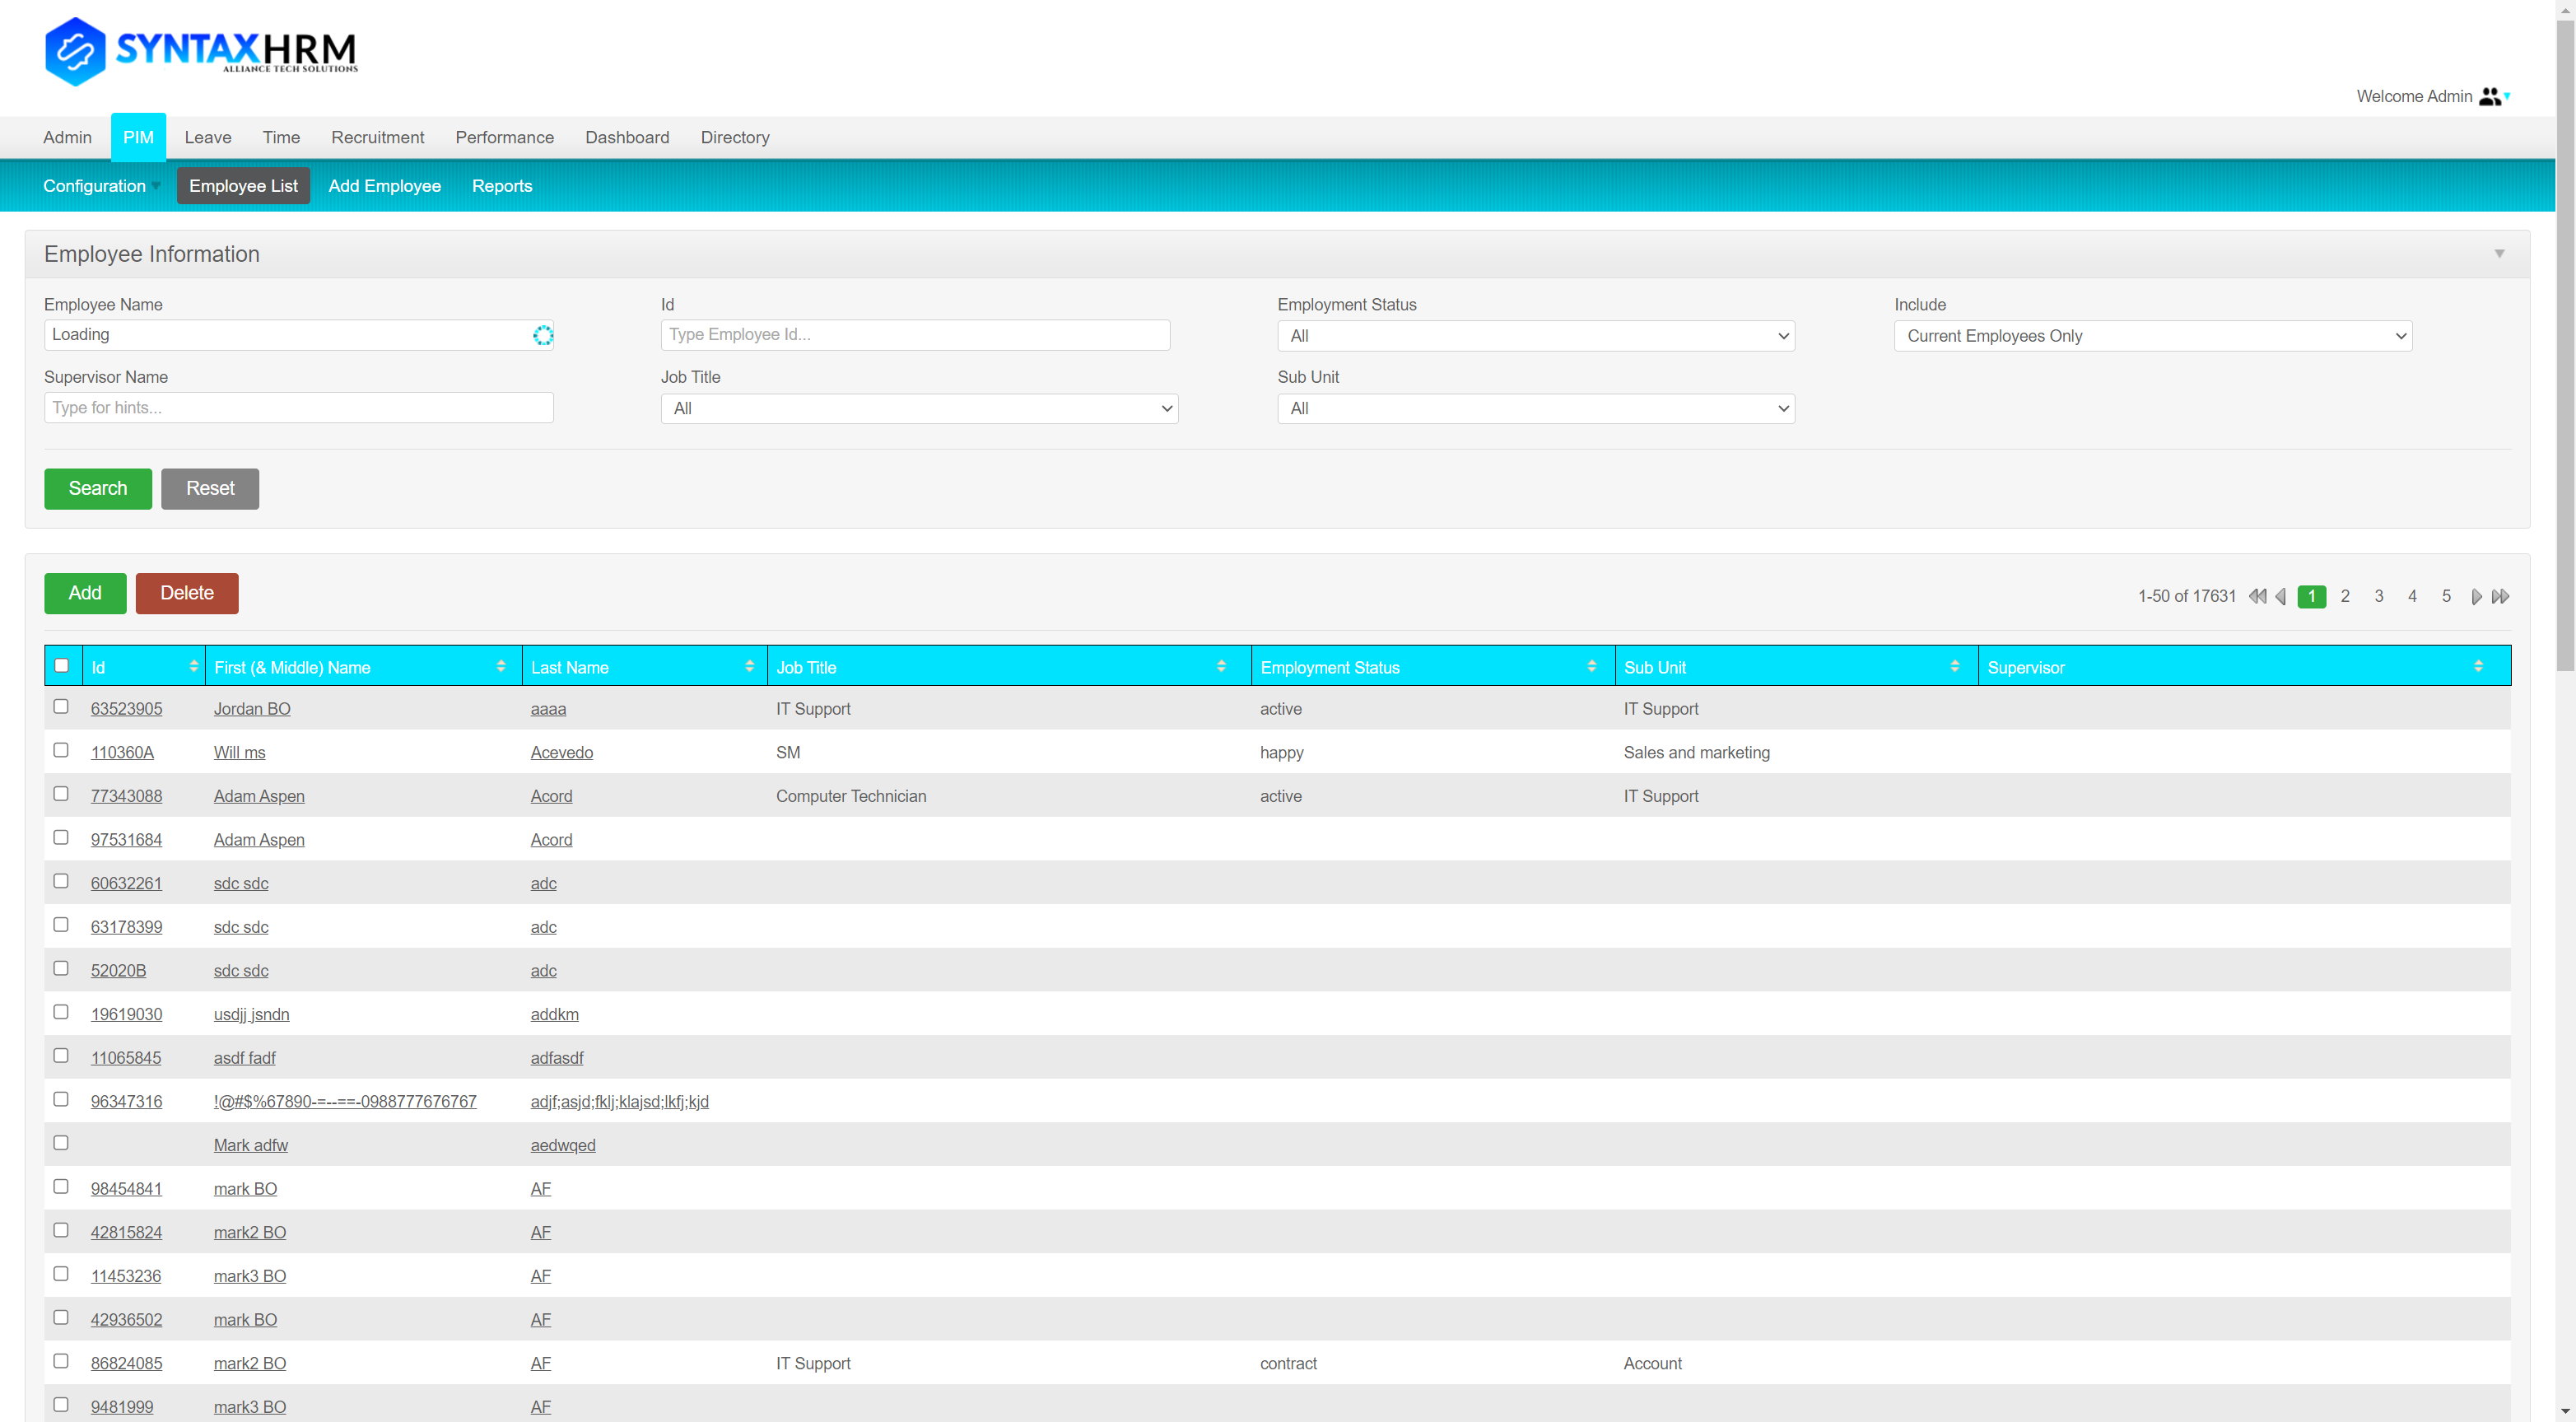 SYNTAXHRM
ALLIANCE TECH SOLUTIONS
Welcome Admin
Admin PIM Leave Time Recruitment Performance Dashboard Directory
Configuration Employee List Add Employee Reports
Employee Information
Employee Name Id Employment Status Include
Loading Type Employee Id... All Current Employees Only
Supervisor Name Job Title Sub Unit
Type for hints... All All
Search Reset
Add Delete 1-50 of 17631 1 2 3 4 5
Id First (& Middle) Name Last Name Job Title Employment Status Sub Unit Supervisor
63523905 Jordan BO aaaa IT Support active IT Support
110360A Will ms Acevedo SM happy Sales and marketing
77343088 Adam Aspen Acord Computer Technician active IT Support
97531684 Adam Aspen Acord
60632261 sdc sdc adc
63178399 sdc sdc adc
52020B sdc sdc adc
19619030 usdjj jsndn addkm
11065845 asdf fadf adfasdf
96347316 !@#$%67890-=--==-0988777676767 adjf;asjd;fklj;klajsd;lkfj;kjd
Mark adfw aedwqed
98454841 mark BO AF
42815824 mark2 BO AF
11453236 mark3 BO AF
42936502 mark BO AF
86824085 mark2 BO AF IT Support contract Account
9481999 mark3 BO AF